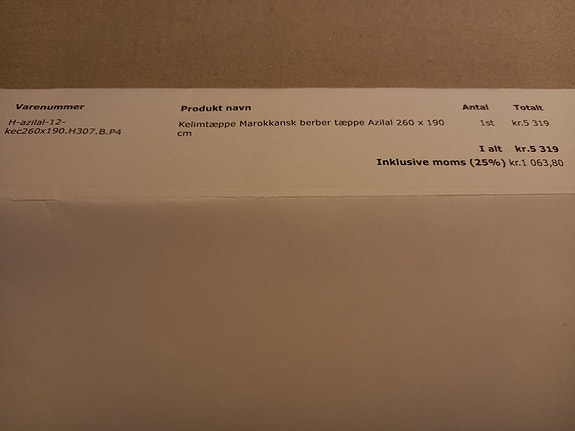 Varenummer Produkt navn Antal Totalt
H-azilal-12- Kelimtæppe Marokkansk berber tæppe Azilal 260 x 190 1st kr.5 319
kec260x190.H307.B.P4 cm
I alt kr.5 319
Inklusive moms (25%) kr.1 063,80